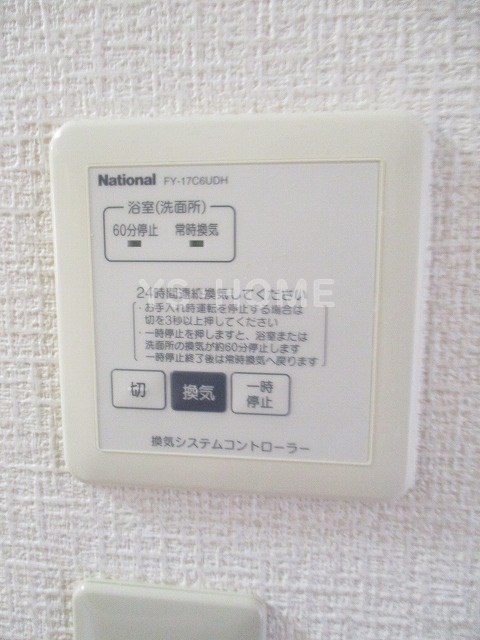 National FY-17C6UDH
浴室(洗面所)
60分停止 常時換気
YC HOME
24時間連続換気してください
・お手入れ時運転を停止する場合は
切を3秒以上押してください
・一時停止を押しますと、浴室または
洗面所の換気が約60分停止します
一時停止終了後は常時換気へ戻ります
切 換気 一時
停止
換気システムコントローラー